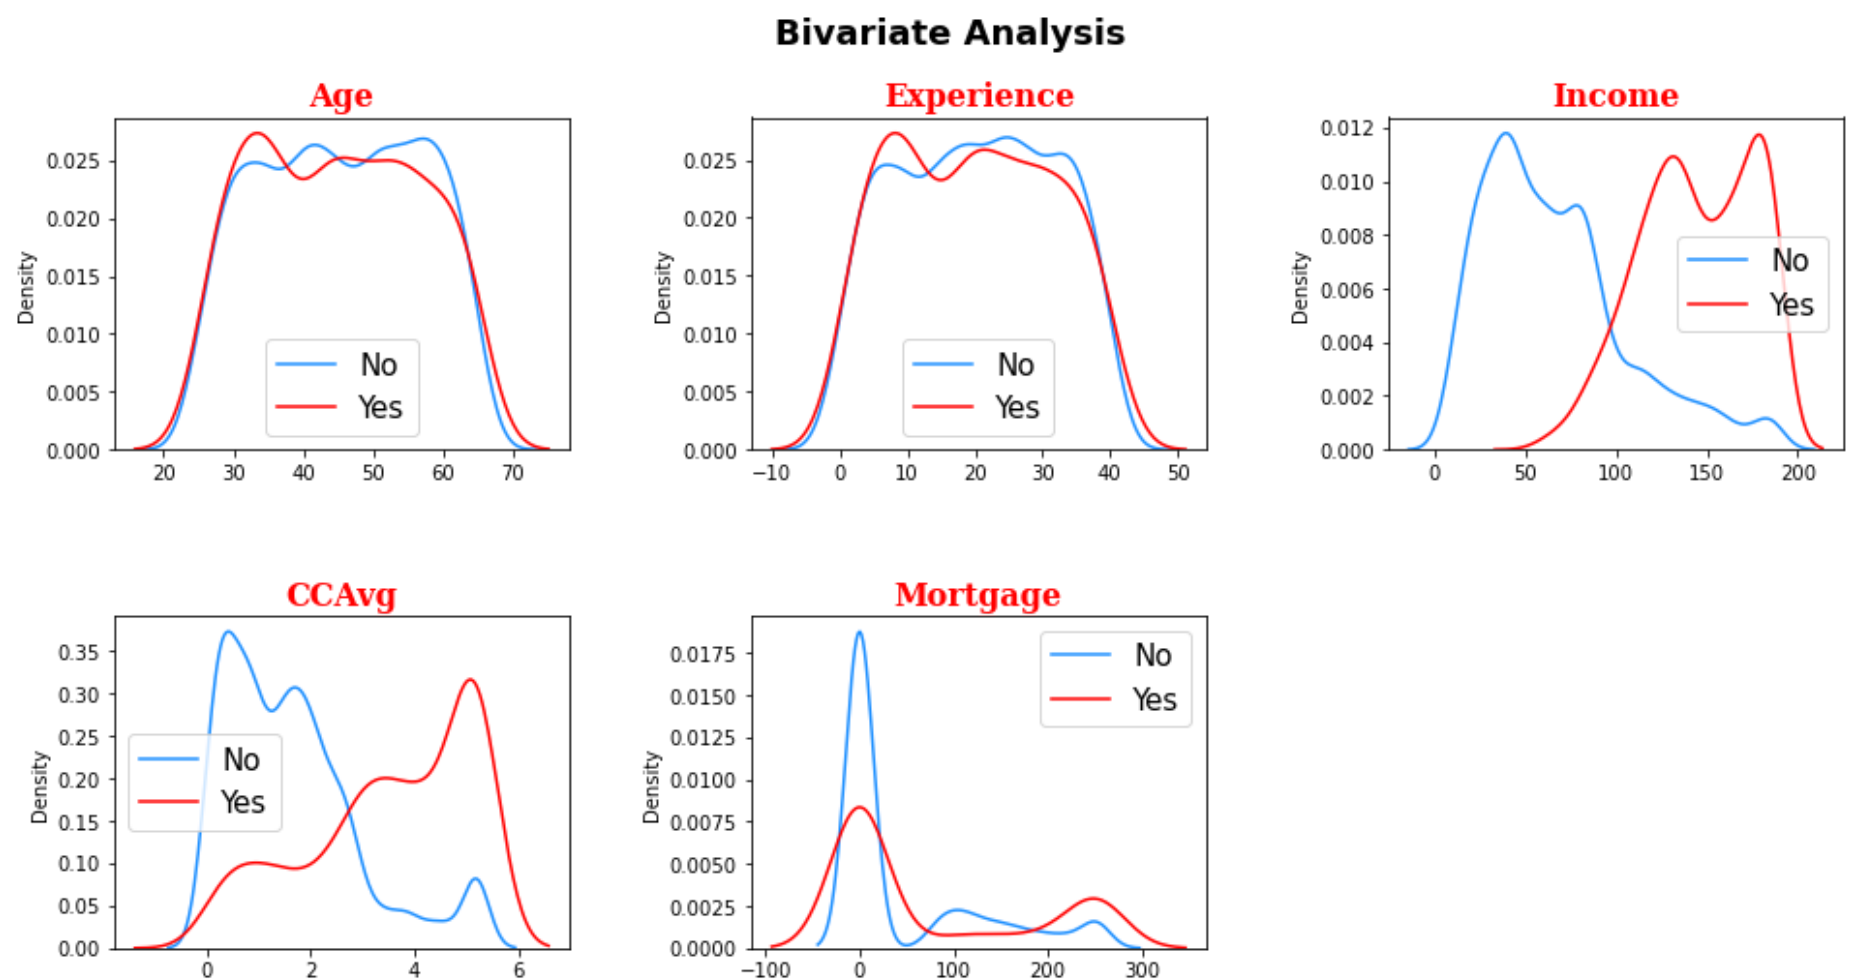 Bivariate Analysis
Age
Density
0.025
0.020
0.015
0.010
0.005
0.000
20 30 40 50 60 70
No
Yes
Experience
Density
0.025
0.020
0.015
0.010
0.005
0.000
−10 0 10 20 30 40 50
No
Yes
Income
Density
0.012
0.010
0.008
0.006
0.004
0.002
0.000
0 50 100 150 200
No
Yes
CCAvg
Density
0.35
0.30
0.25
0.20
0.15
0.10
0.05
0.00
0 2 4 6
No
Yes
Mortgage
Density
0.0175
0.0150
0.0125
0.0100
0.0075
0.0050
0.0025
0.0000
−100 0 100 200 300
No
Yes